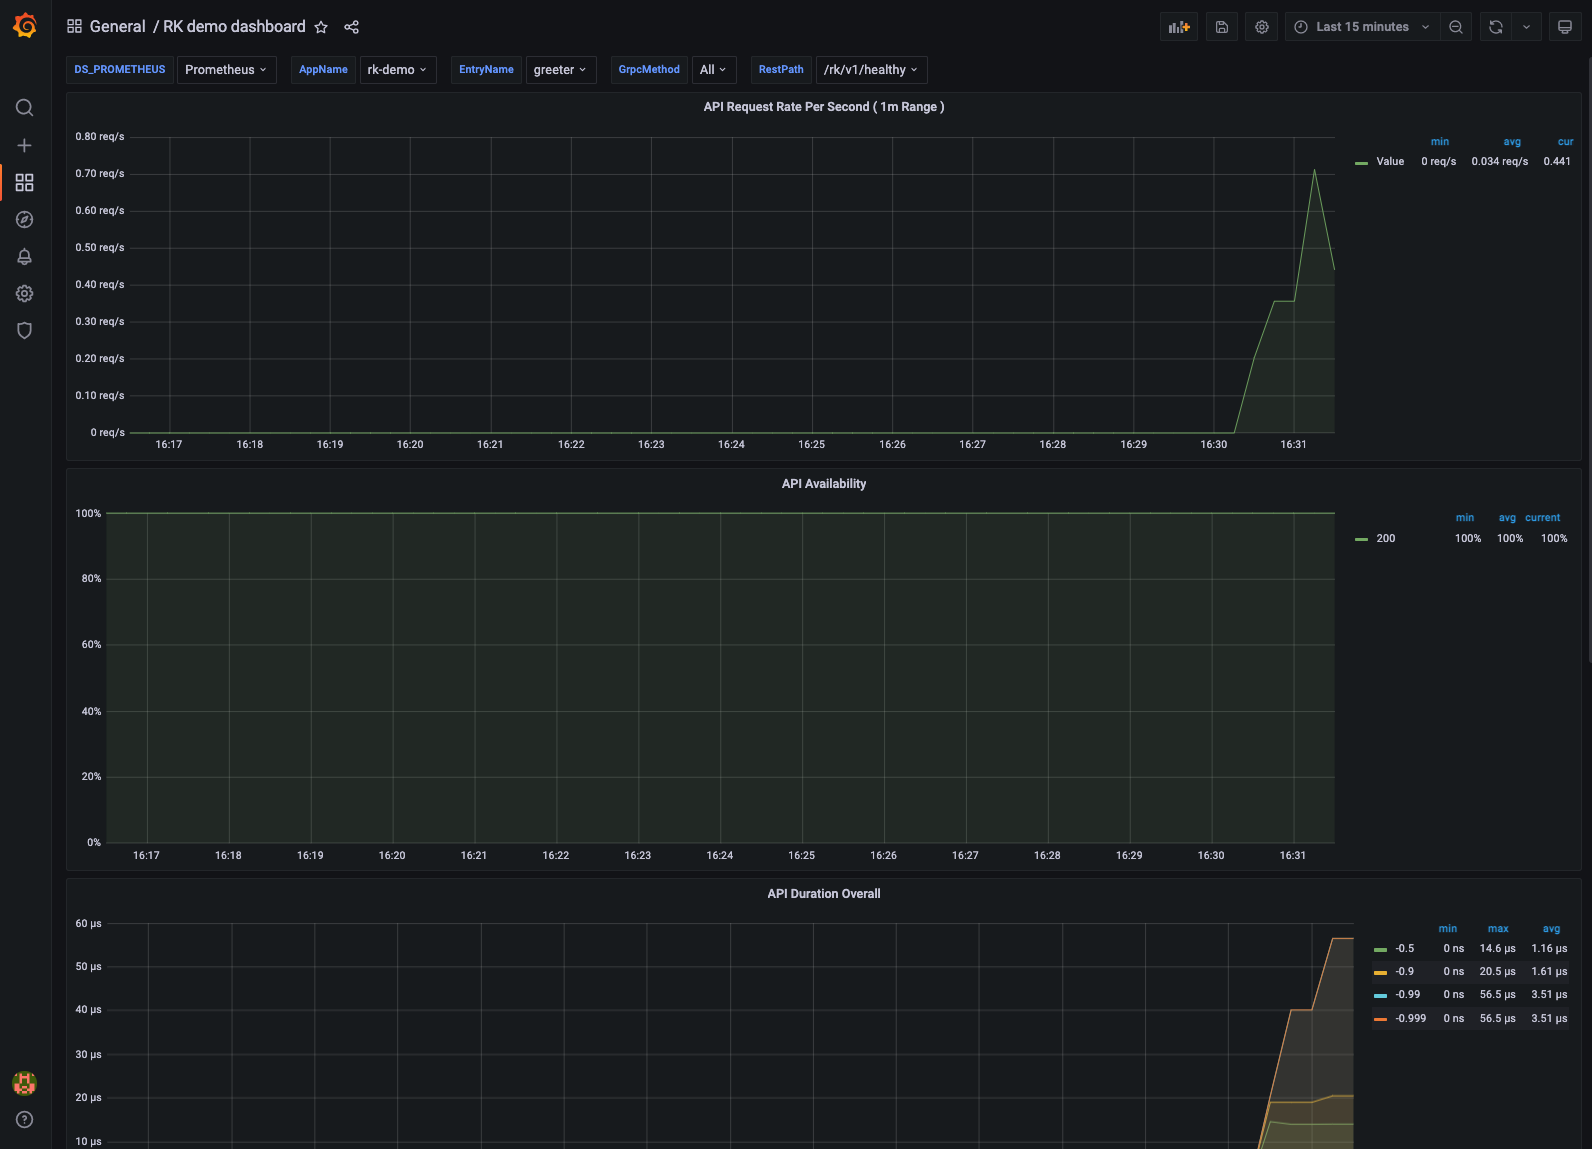 General / RK demo dashboard
Last 15 minutes
DS_PROMETHEUS Prometheus AppName rk-demo EntryName greeter GrpcMethod All RestPath /rk/v1/healthy
API Request Rate Per Second ( 1m Range )
0.80 req/s
0.70 req/s
0.60 req/s
0.50 req/s
0.40 req/s
0.30 req/s
0.20 req/s
0.10 req/s
0 req/s
16:17 16:18 16:19 16:20 16:21 16:22 16:23 16:24 16:25 16:26 16:27 16:28 16:29 16:30 16:31
min avg cur
Value 0 req/s 0.034 req/s 0.441
API Availability
100%
80%
60%
40%
20%
0%
16:17 16:18 16:19 16:20 16:21 16:22 16:23 16:24 16:25 16:26 16:27 16:28 16:29 16:30 16:31
min avg current
200 100% 100% 100%
API Duration Overall
60 µs
50 µs
40 µs
30 µs
20 µs
10 µs
min max avg
-0.5 0 ns 14.6 µs 1.16 µs
-0.9 0 ns 20.5 µs 1.61 µs
-0.99 0 ns 56.5 µs 3.51 µs
-0.999 0 ns 56.5 µs 3.51 µs